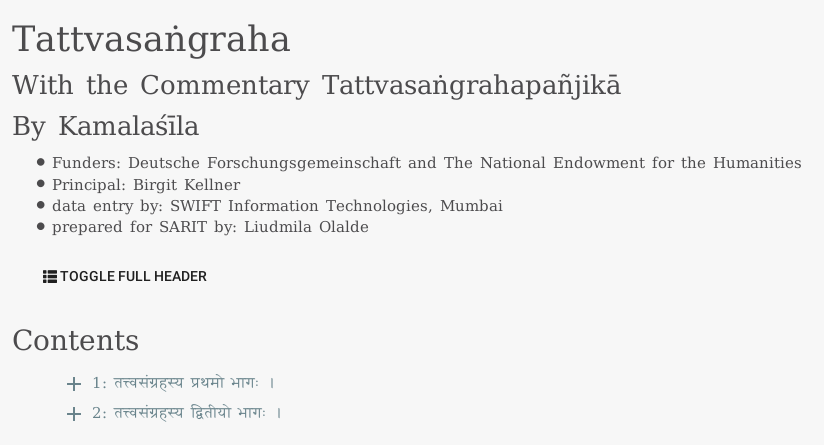 Tattvasaṅgraha
With the Commentary Tattvasaṅgrahapañjikā
By Kamalaśīla
● Funders: Deutsche Forschungsgemeinschaft and The National Endowment for the Humanities
● Principal: Birgit Kellner
● data entry by: SWIFT Information Technologies, Mumbai
● prepared for SARIT by: Liudmila Olalde
TOGGLE FULL HEADER
Contents
+ 1: तत्त्वसंग्रहस्य प्रथमो भागः ।
+ 2: तत्त्वसंग्रहस्य द्वितीयो भागः ।